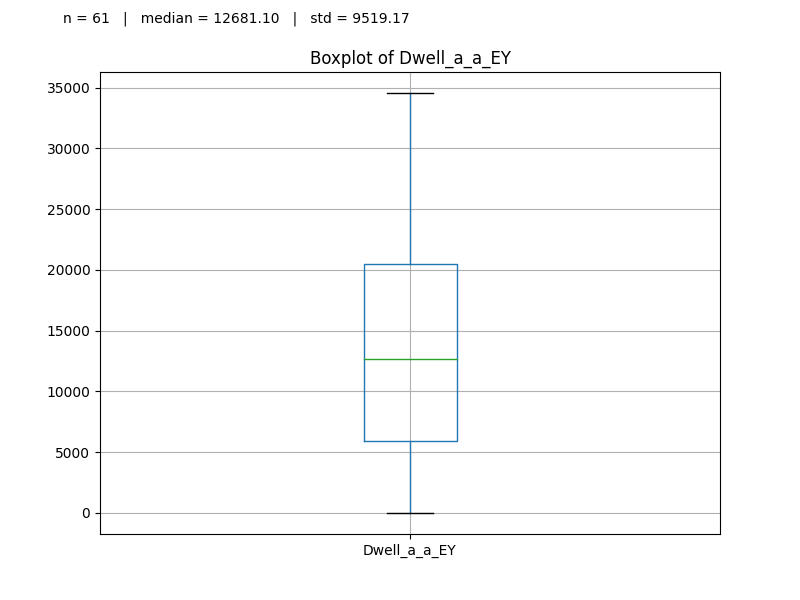 n = 61   |   median = 12681.10   |   std = 9519.17
Boxplot of Dwell_a_a_EY
35000
30000
25000
20000
15000
10000
5000
0
Dwell_a_a_EY